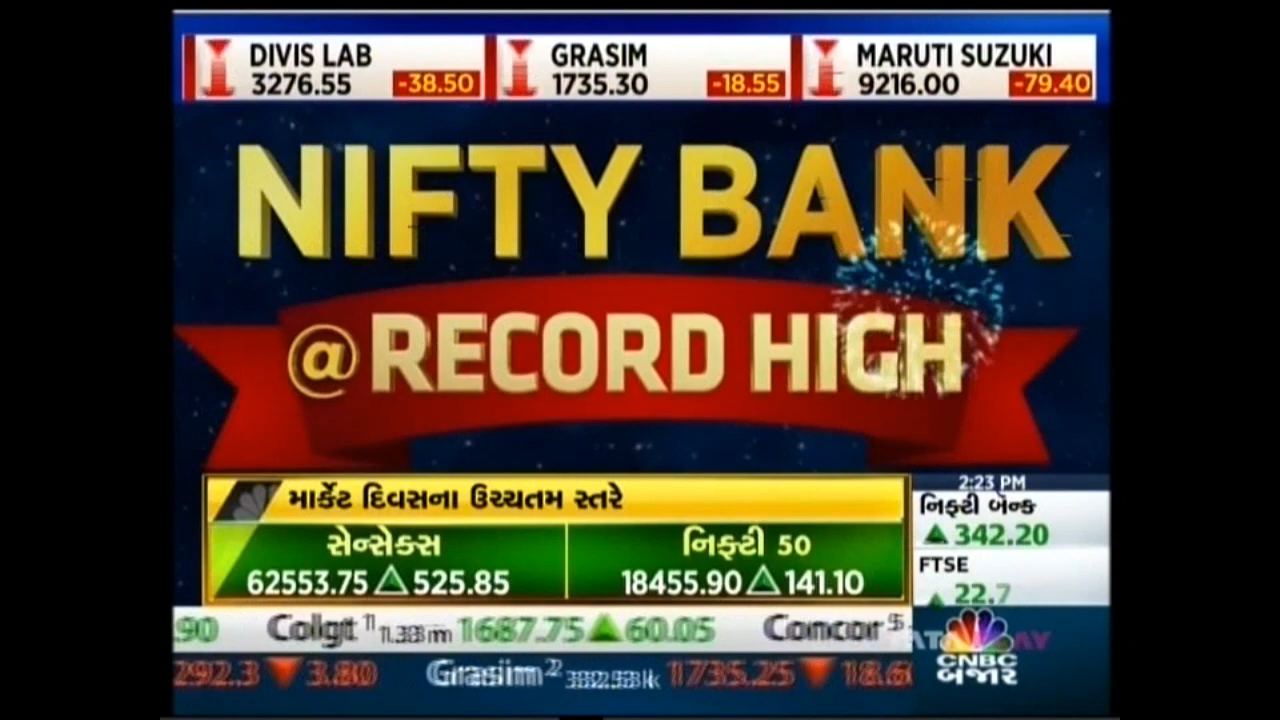 DIVIS LAB
3276.55 -38.50
GRASIM
1735.30 -18.55
MARUTI SUZUKI
9216.00 -79.40
NIFTY BANK
@ RECORD HIGH
માર્કેટ દિવસના ઉચ્ચતમ સ્તરે
સેન્સેક્સ
62553.75 ▲ 525.85
નિફ્ટી 50
18455.90 ▲ 141.10
2:23 PM
નિફ્ટી બેન્ક
▲ 342.20
FTSE
▲ 22.7
90 Colgt 1687.75 ▲ 60.05 Concor
292.3 ▼ 3.80 Grasim 1735.25 ▼ 18.6
CNBC
બજાર